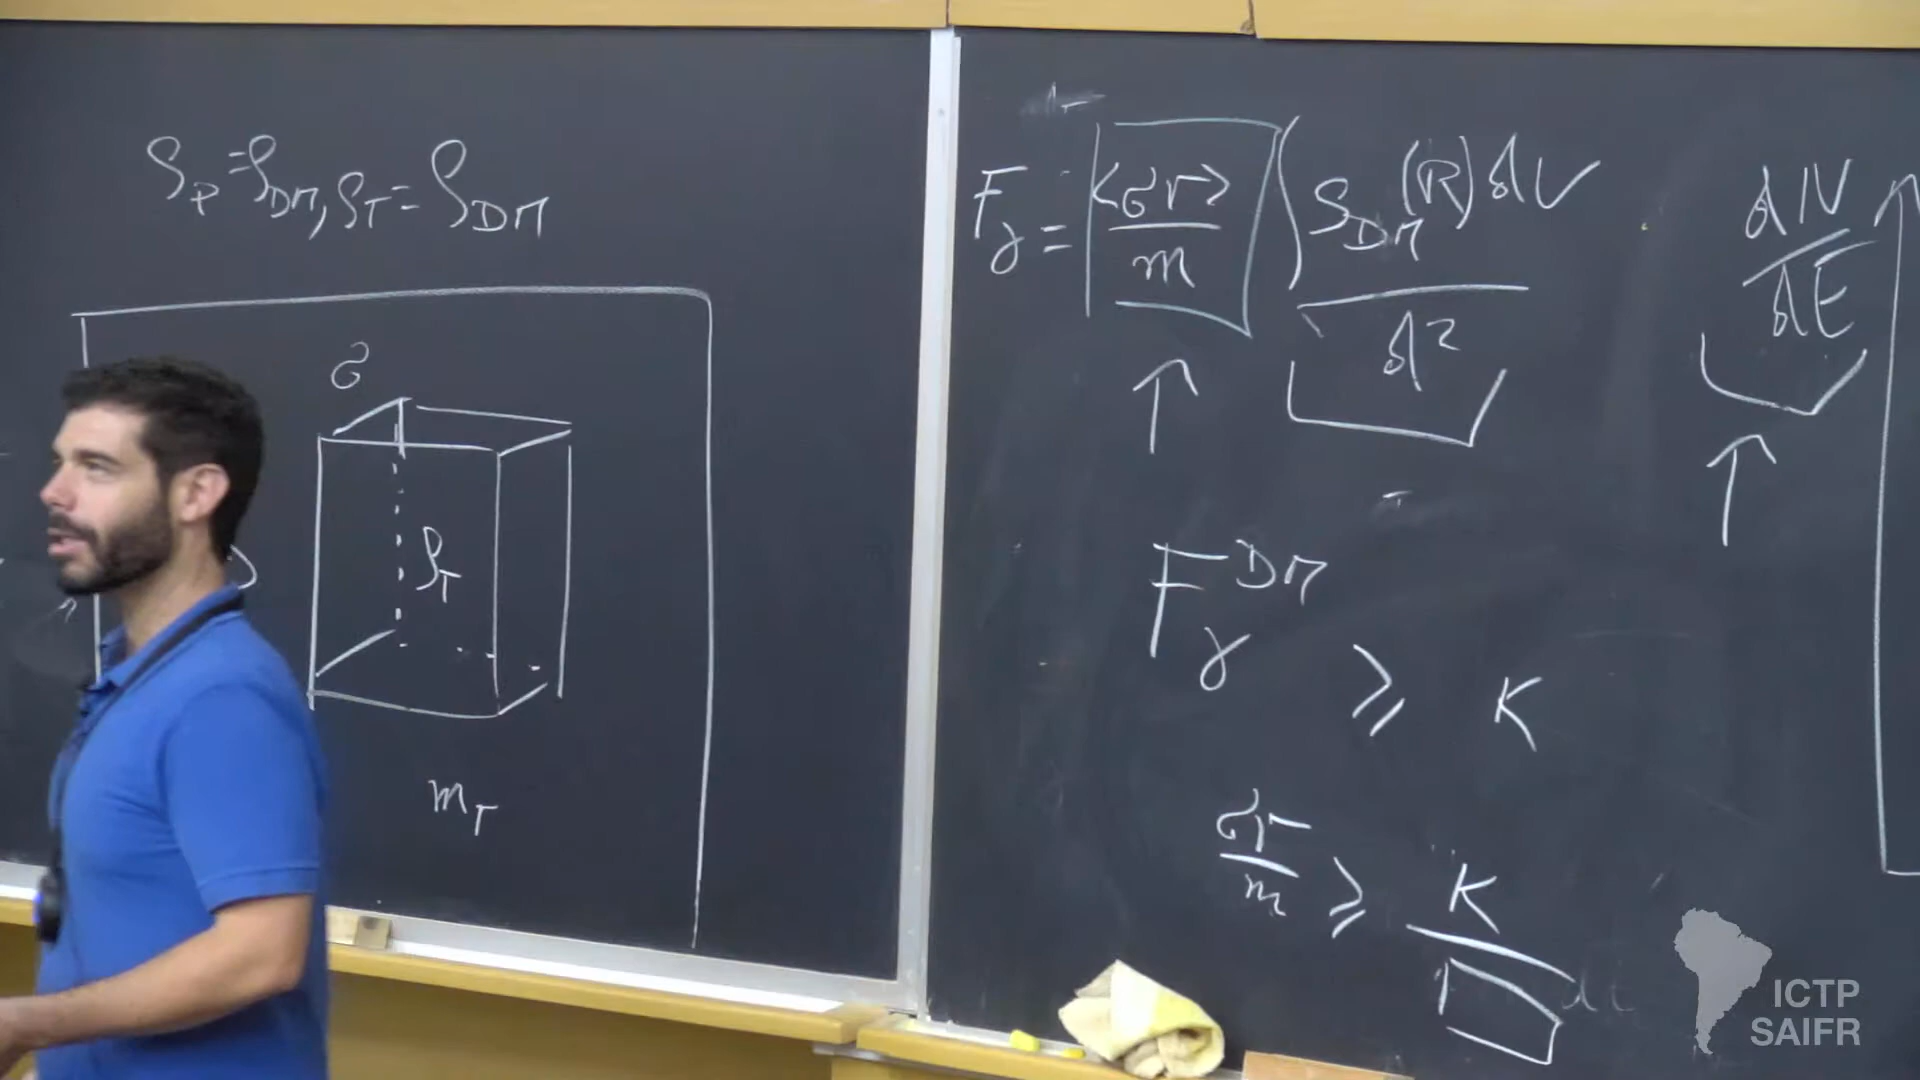 ρ_P = ρ_DM, ρ_T = ρ_DM
σ
ρ_T
m_T
F_γ = <σv>/m ∫ ρ_DM(R) dV / d²
dN/dE
F_γ^DM ≥ K
σv/m ≥ K/□
ICTP
SAIFR